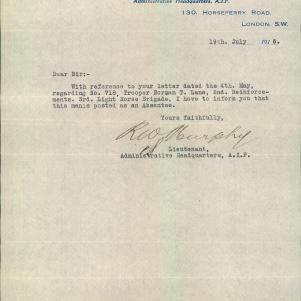 Administrative Headquarters, A.I.F.
130, HORSEFERRY ROAD,
LONDON. S.W.
19th. July 1916.
Dear Sir:-
With reference to your letter dated the 4th. May,
regarding No. 718, Trooper Norman T. Lane, 2nd. Reinforce-
ments. 3rd. Light Horse Brigade, I have to inform you that
this man is posted as an Absentee.
Yours faithfully,
Murphy
Lieutenant,
Administrative Headquarters, A.I.F.